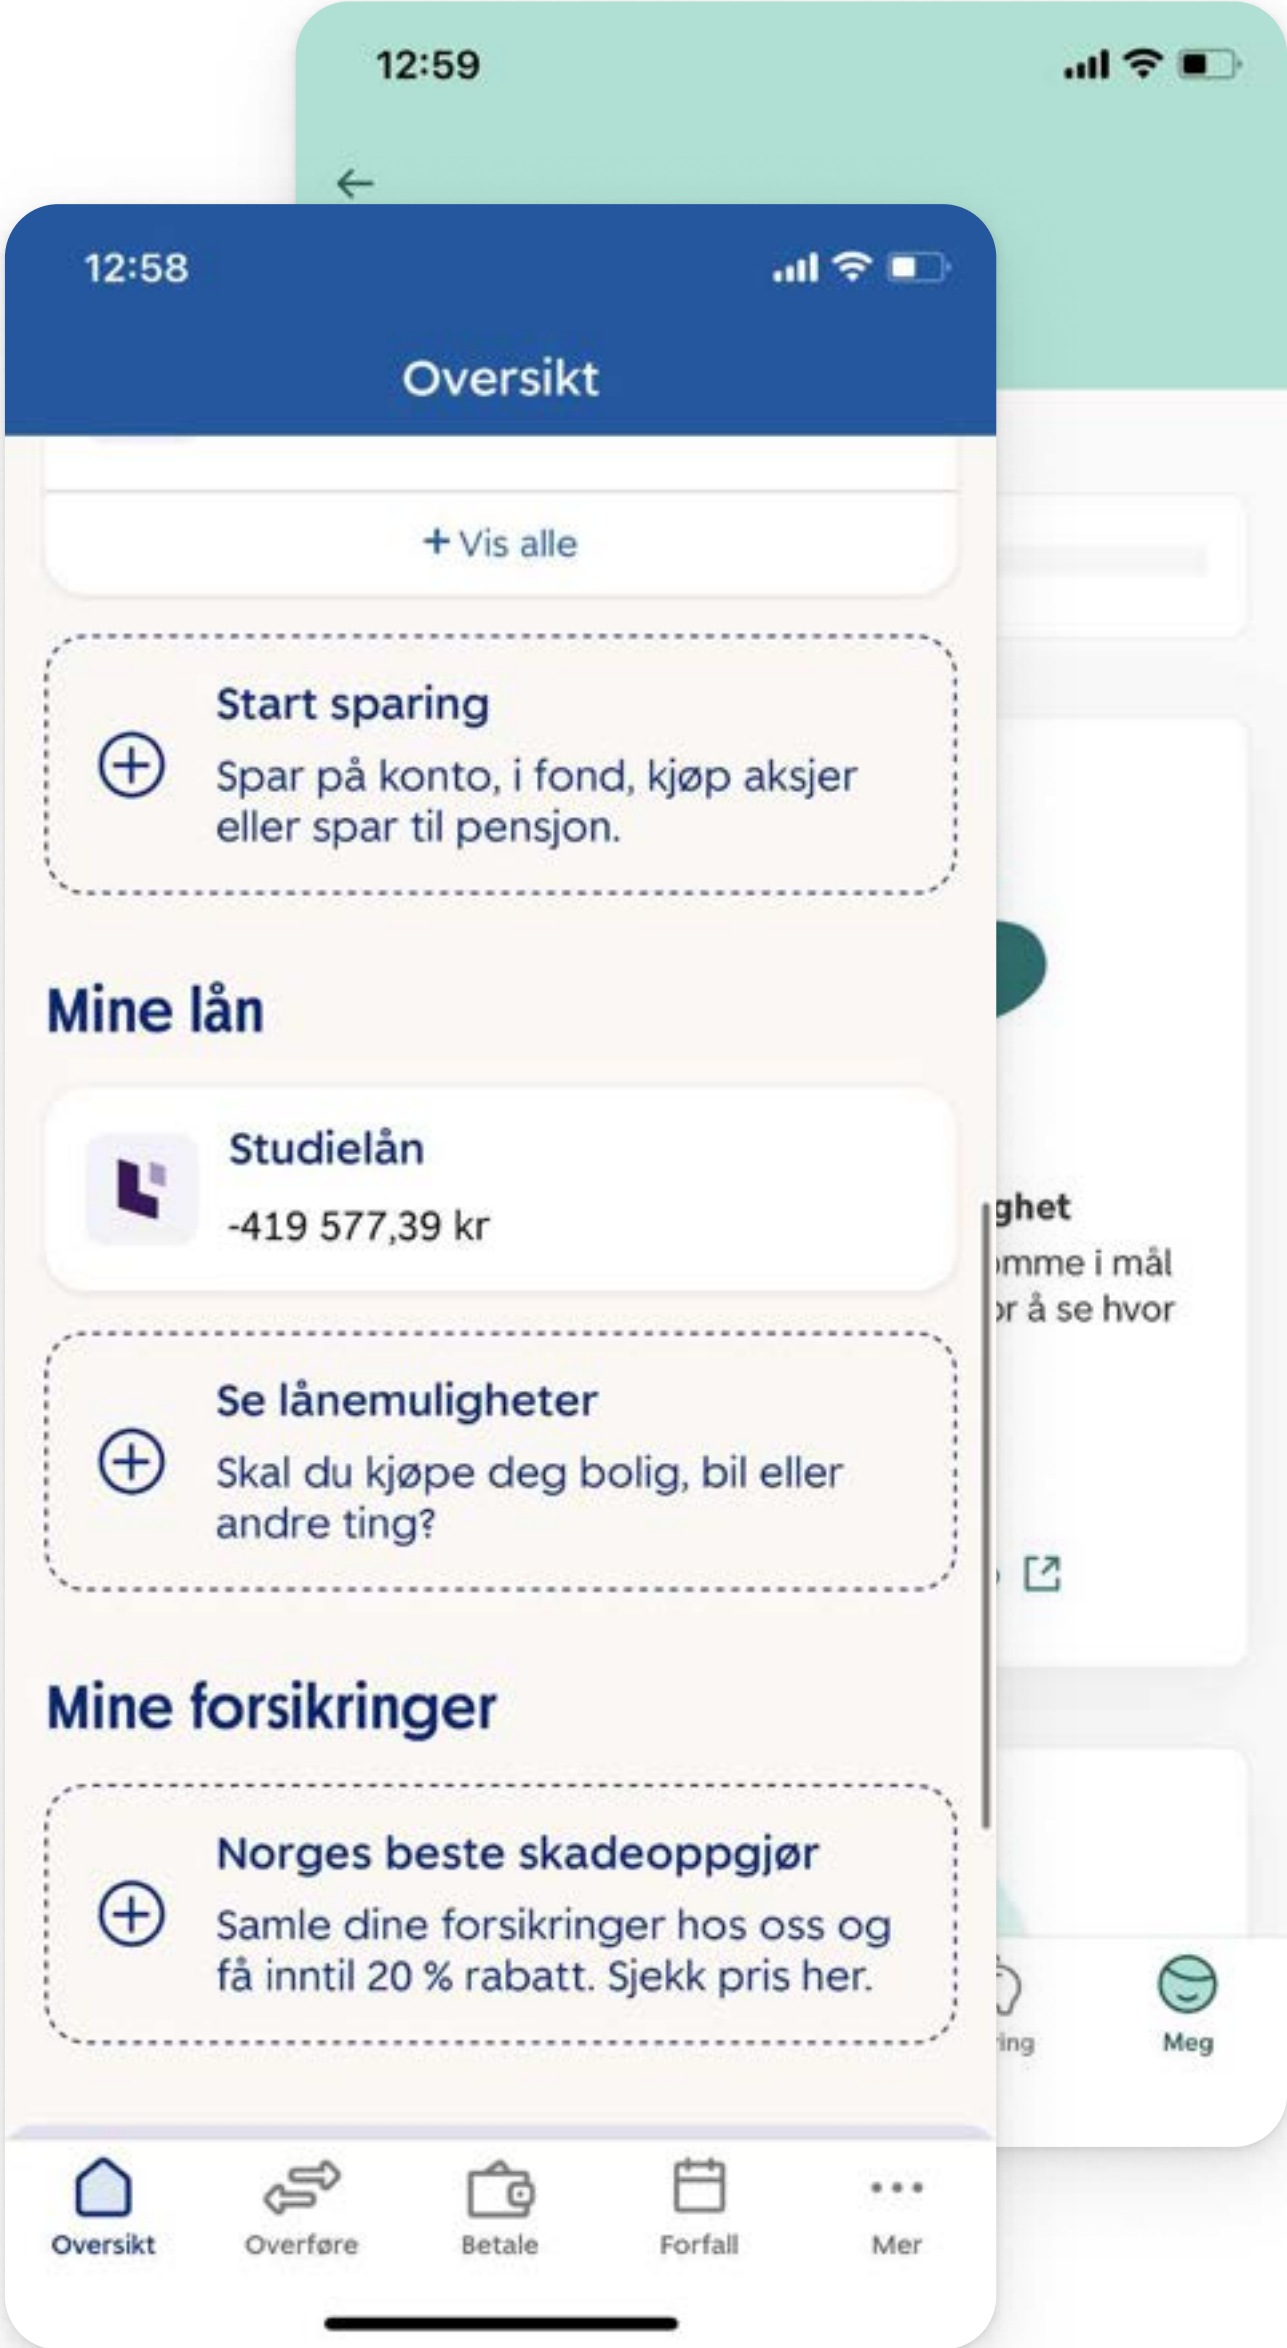 12:59
12:58
Oversikt
+ Vis alle
Start sparing
Spar på konto, i fond, kjøp aksjer
eller spar til pensjon.
Mine lån
Studielån
-419 577,39 kr
Se lånemuligheter
Skal du kjøpe deg bolig, bil eller
andre ting?
Mine forsikringer
Norges beste skadeoppgjør
Samle dine forsikringer hos oss og
få inntil 20 % rabatt. Sjekk pris her.
Oversikt
Overføre
Betale
Forfall
Mer
i mål
å se hvor
Meg